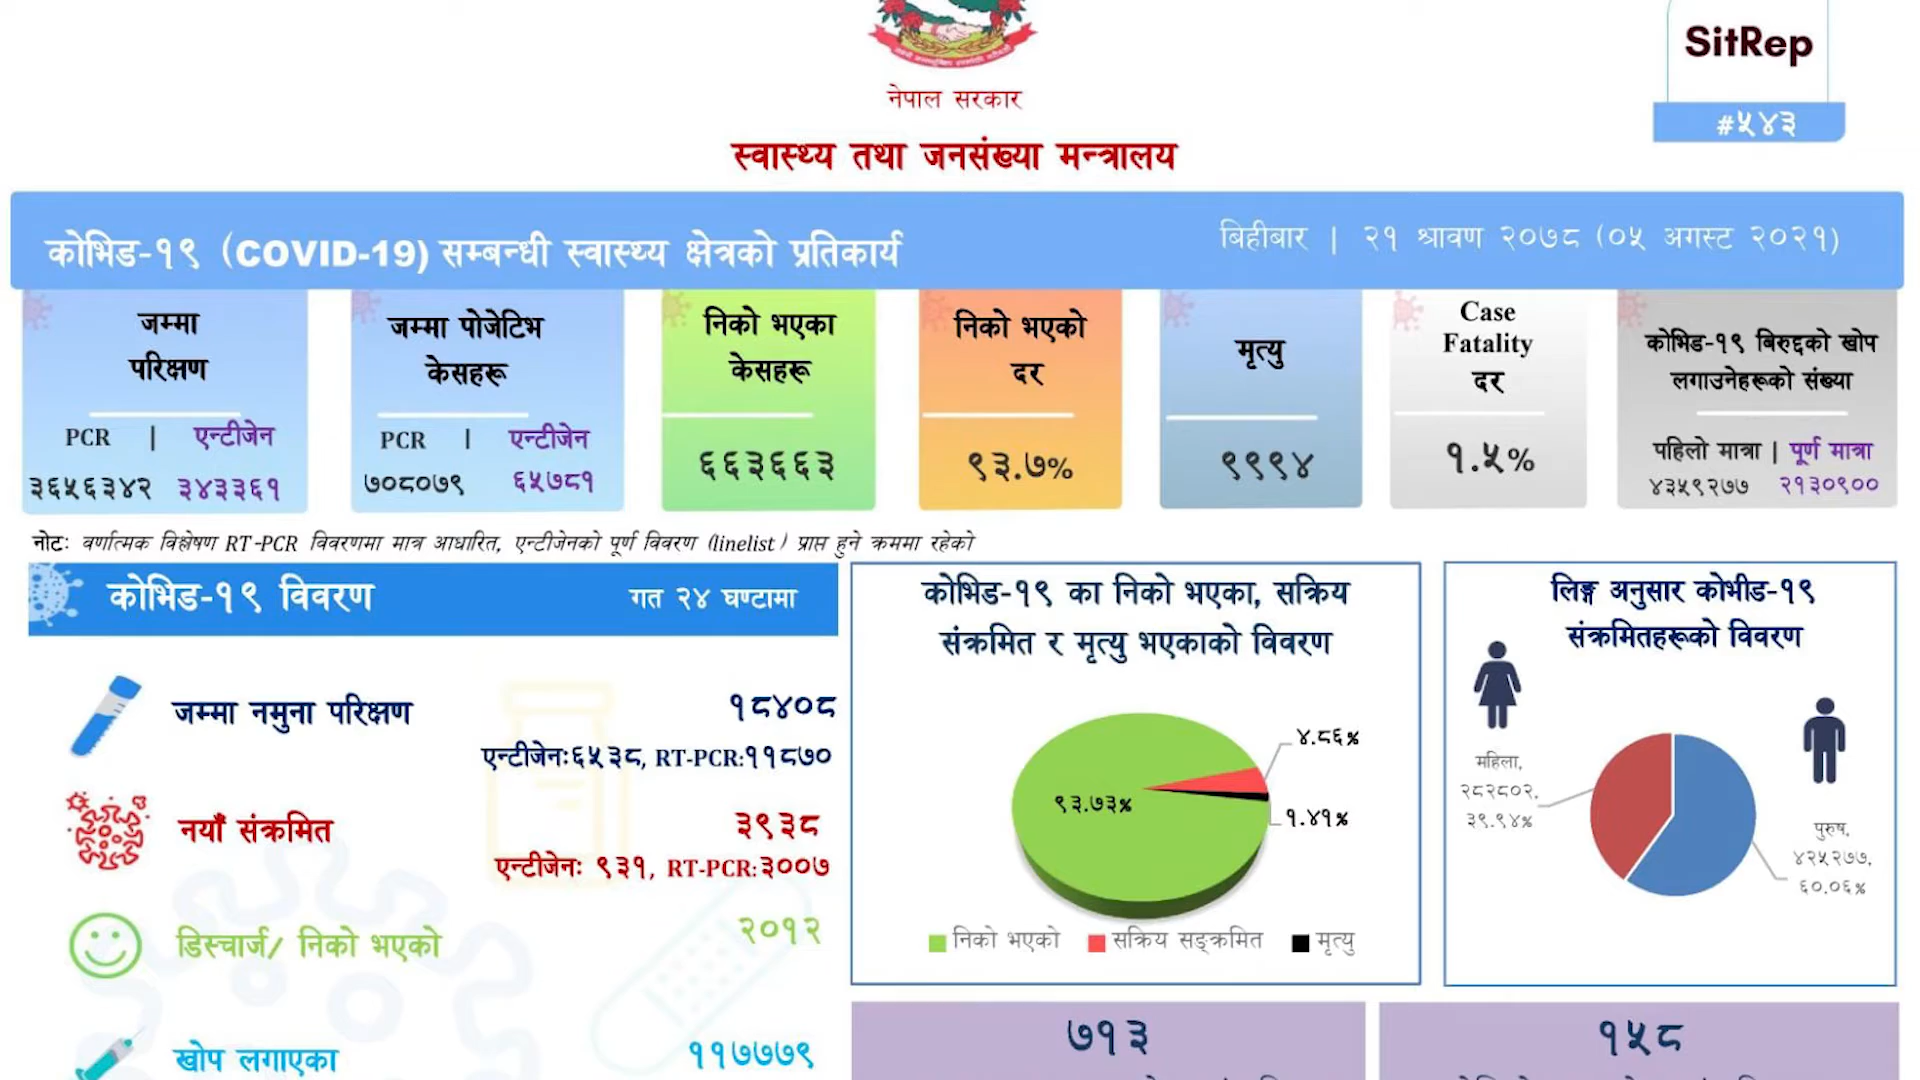 नेपाल सरकार
SitRep
#५४३
स्वास्थ्य तथा जनसंख्या मन्त्रालय
कोभिड-१९ (COVID-19) सम्बन्धी स्वास्थ्य क्षेत्रको प्रतिकार्य
बिहीबार | २१ श्रावण २०७८ (०५ अगस्ट २०२१)
जम्मा
परिक्षण
PCR | एन्टीजेन
३६५६३४२ ३४३३६१
जम्मा पोजेटिभ
केसहरू
PCR | एन्टीजेन
७०८०७९ ६५७८१
निको भएका
केसहरू
६६३६६३
निको भएको
दर
९३.७%
मृत्यु
९९९४
Case
Fatality
दर
१.५%
कोभिड-१९ बिरुद्दको खोप
लगाउनेहरूको संख्या
पहिलो मात्रा | पूर्ण मात्रा
४३५९२७७ २१३०९००
नोटः वर्णात्मक विश्लेषण RT-PCR विवरणमा मात्र आधारित, एन्टीजेनको पूर्ण विवरण (linelist) प्राप्त हुने क्रममा रहेको
कोभिड-१९ विवरण गत २४ घण्टामा
जम्मा नमुना परिक्षण १८४०८
एन्टीजेनः६५३८, RT-PCR:११८७०
नयाँ संक्रमित ३९३८
एन्टीजेनः ९३१, RT-PCR:३००७
डिस्चार्ज/ निको भएको २०१२
खोप लगाएका ११७७७९
कोभिड-१९ का निको भएका, सक्रिय
संक्रमित र मृत्यु भएकाको विवरण
४.८६%
९३.७३%
१.४१%
निको भएको सक्रिय सङ्क्रमित मृत्यु
लिङ्ग अनुसार कोभीड-१९
संक्रमितहरूको विवरण
महिला,
२८२८०२,
३९.९४%
पुरुष,
४२५२७७,
६०.०६%
७१३
१५८